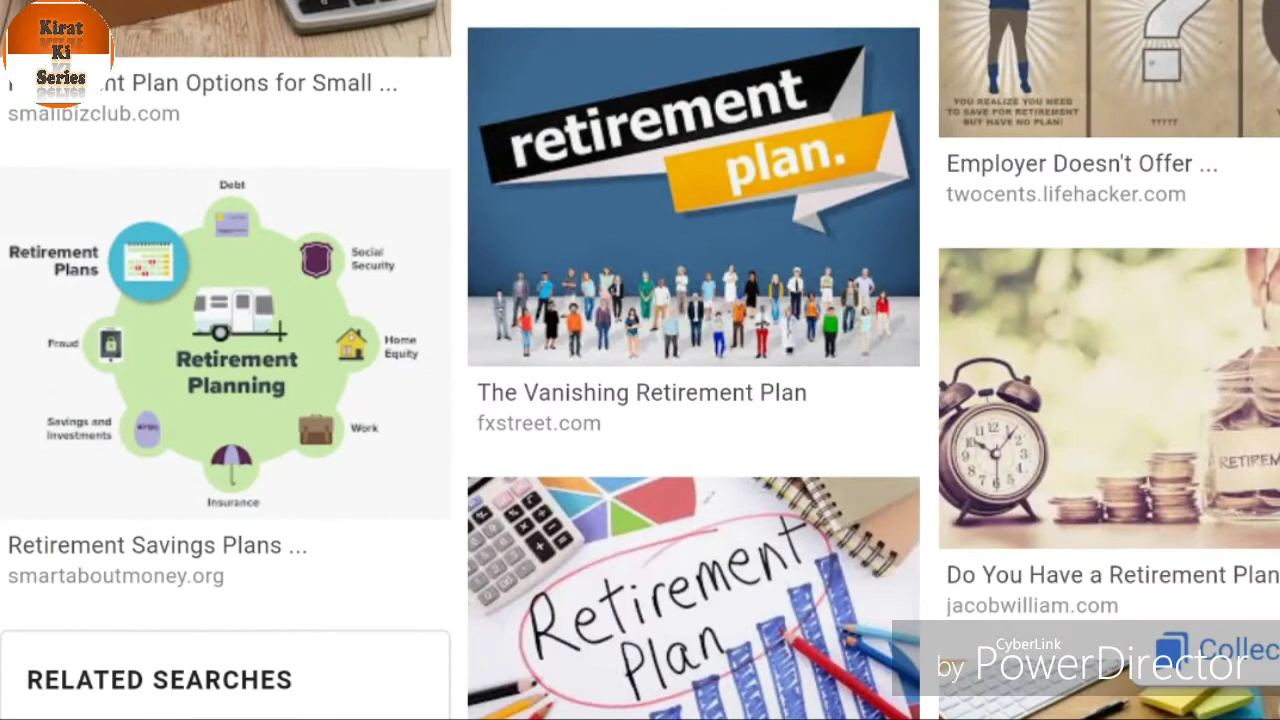 Kirat
Ki
Series
nt Plan Options for Small ...
smallbizclub.com
Debt
Retirement
Plans
Social
Security
Fraud
Home
Equity
Retirement
Planning
Savings and
Investments
Work
Insurance
Retirement Savings Plans ...
smartaboutmoney.org
RELATED SEARCHES
retirement
plan.
The Vanishing Retirement Plan
fxstreet.com
Retirement
Plan
YOU REALIZE YOU NEED
TO SAVE FOR RETIREMENT
BUT HAVE NO PLAN!
?
?????
Employer Doesn't Offer ...
twocents.lifehacker.com
12
RETIREM
Do You Have a Retirement Plan
jacobwilliam.com
Collec
CyberLink
by PowerDirector